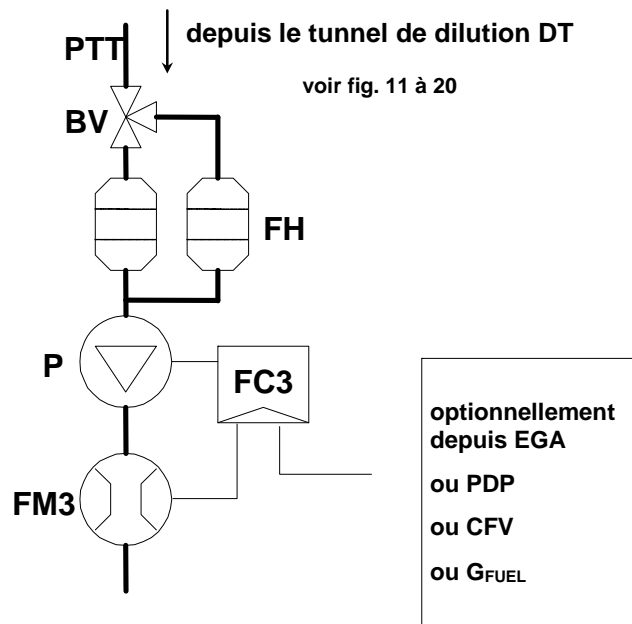 depuis le tunnel de dilution DT
PTT
voir fig. 11 à 20
BV
FH
P
FC3
optionnellement
depuis EGA
ou PDP
FM3
ou CFV
ou GFUEL